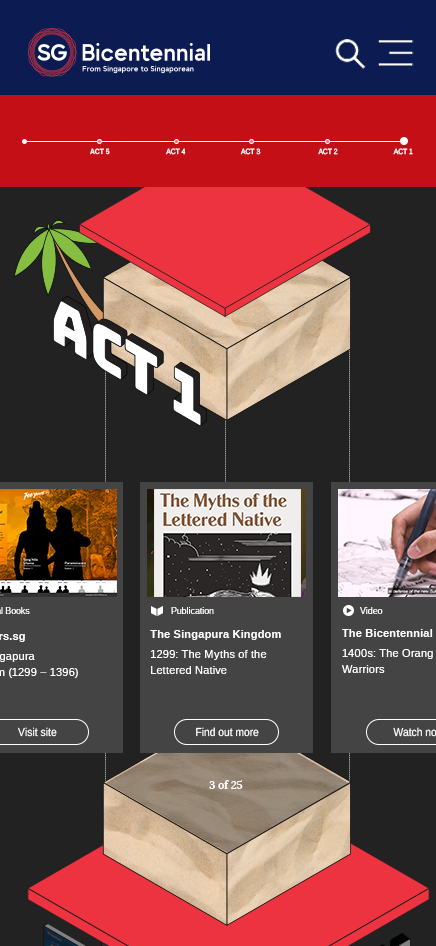 SG Bicentennial
From Singapore to Singaporean
ACT 5 ACT 4 ACT 3 ACT 2 ACT 1
ACT 1
The Myths of the
Lettered Native
Books
Publication
Video
rs.sg
The Singapura Kingdom
The Bicentennial
gapura
1299: The Myths of the
1400s: The Orang
(1299 – 1396)
Lettered Native
Warriors
Visit site
Find out more
Watch
3 of 25